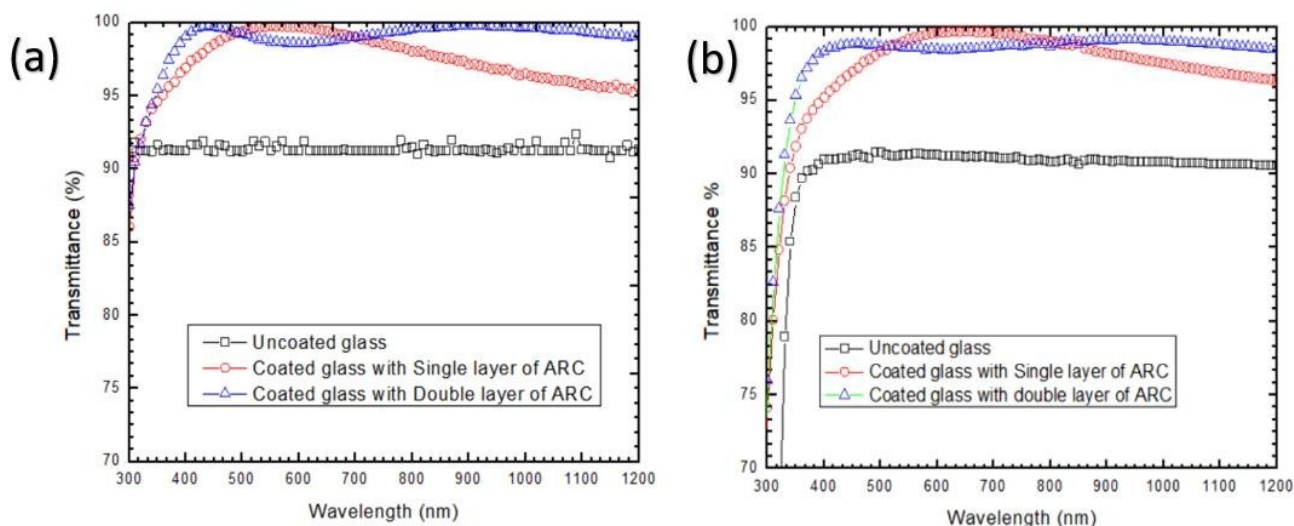 (a)
Transmittance (%)
100
95
90
85
80
75
70
Uncoated glass
Coated glass with Single layer of ARC
Coated glass with Double layer of ARC
300 400 500 600 700 800 900 1000 1100 1200
Wavelength (nm)
(b)
Transmittance %
100
95
90
85
80
75
70
Uncoated glass
Coated glass with Single layer of ARC
Coated glass with double layer of ARC
300 400 500 600 700 800 900 1000 1100 1200
Wavelength (nm)